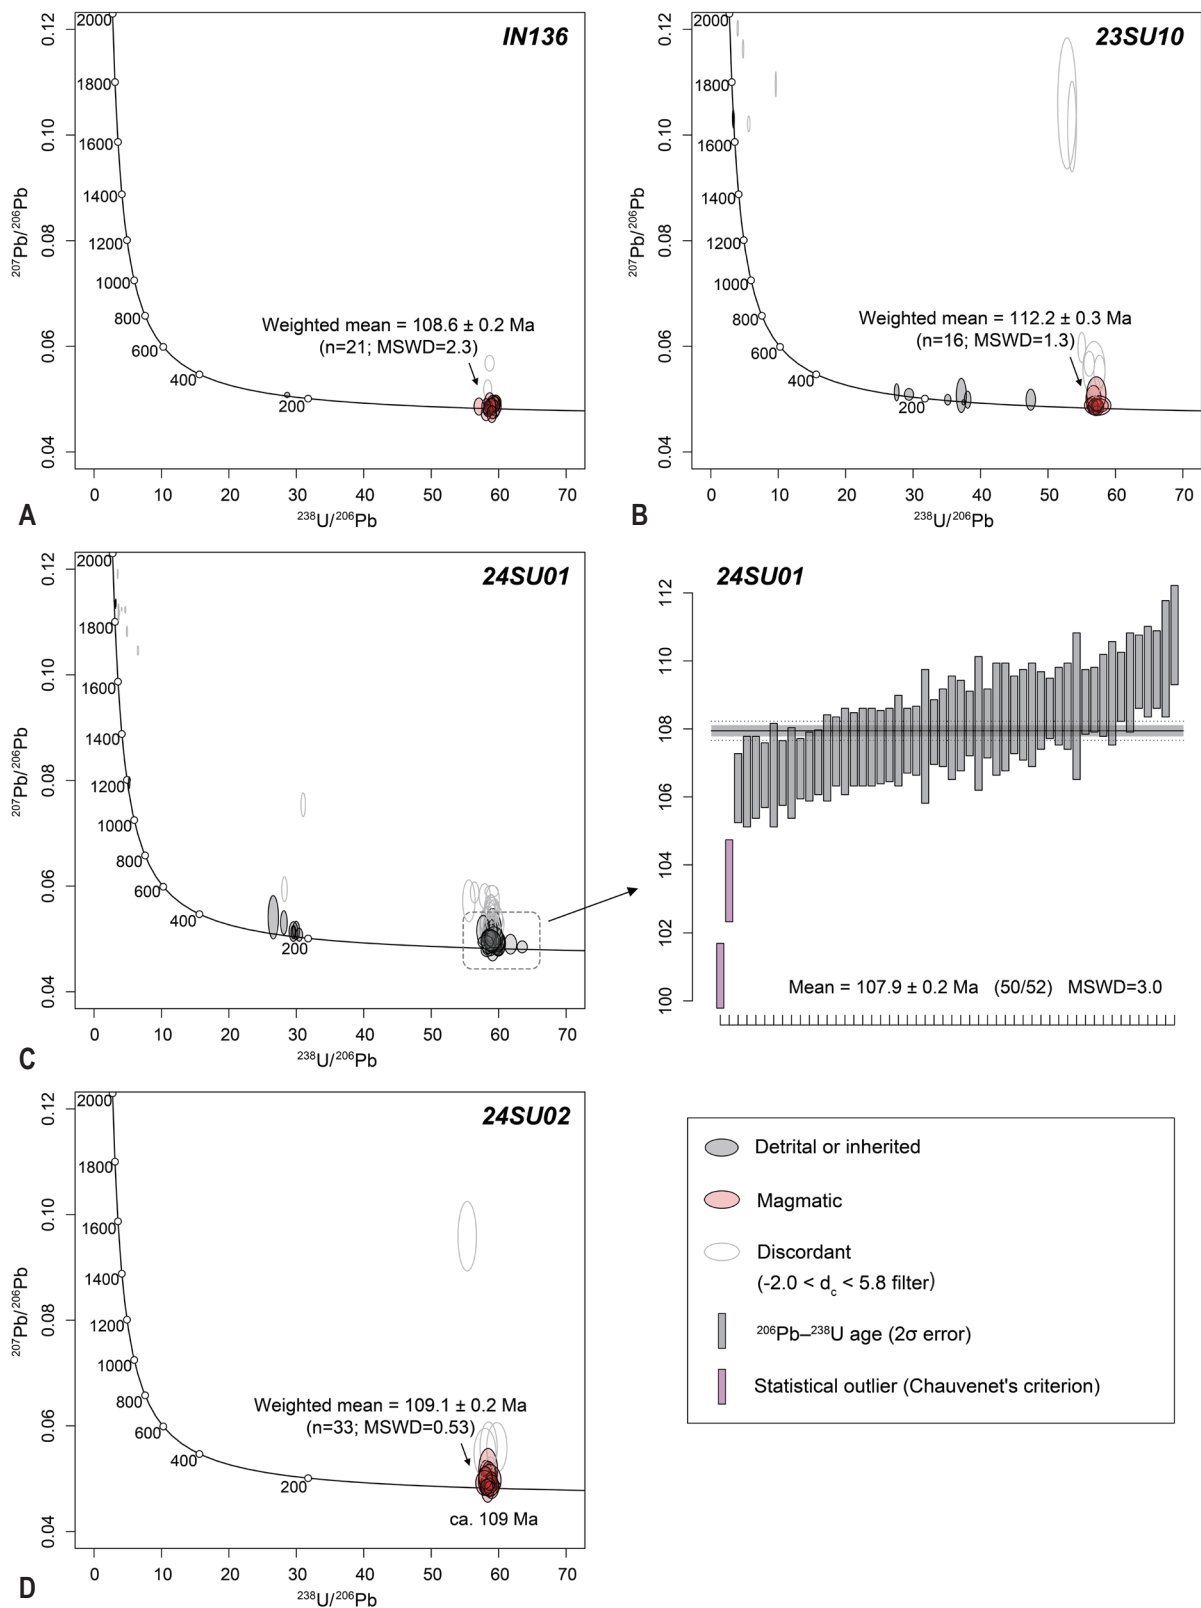 IN136
0.12
0.10
0.08
0.06
0.04
²⁰⁷Pb/²⁰⁶Pb
2000
1800
1600
1400
1200
1000
800
600
400
200
Weighted mean = 108.6 ± 0.2 Ma
(n=21; MSWD=2.3)
0 10 20 30 40 50 60 70
²³⁸U/²⁰⁶Pb
A
23SU10
0.12
0.10
0.08
0.06
0.04
²⁰⁷Pb/²⁰⁶Pb
2000
1800
1600
1400
1200
1000
800
600
400
200
Weighted mean = 112.2 ± 0.3 Ma
(n=16; MSWD=1.3)
0 10 20 30 40 50 60 70
²³⁸U/²⁰⁶Pb
B
24SU01
0.12
0.10
0.08
0.06
0.04
²⁰⁷Pb/²⁰⁶Pb
2000
1800
1600
1400
1200
1000
800
600
400
200
0 10 20 30 40 50 60 70
²³⁸U/²⁰⁶Pb
C
24SU01
112
110
108
106
104
102
100
Mean = 107.9 ± 0.2 Ma (50/52) MSWD=3.0
24SU02
0.12
0.10
0.08
0.06
0.04
²⁰⁷Pb/²⁰⁶Pb
2000
1800
1600
1400
1200
1000
800
600
400
200
Weighted mean = 109.1 ± 0.2 Ma
(n=33; MSWD=0.53)
ca. 109 Ma
0 10 20 30 40 50 60 70
²³⁸U/²⁰⁶Pb
D
Detrital or inherited
Magmatic
Discordant
(-2.0 < d_c < 5.8 filter)
²⁰⁶Pb–²³⁸U age (2σ error)
Statistical outlier (Chauvenet's criterion)